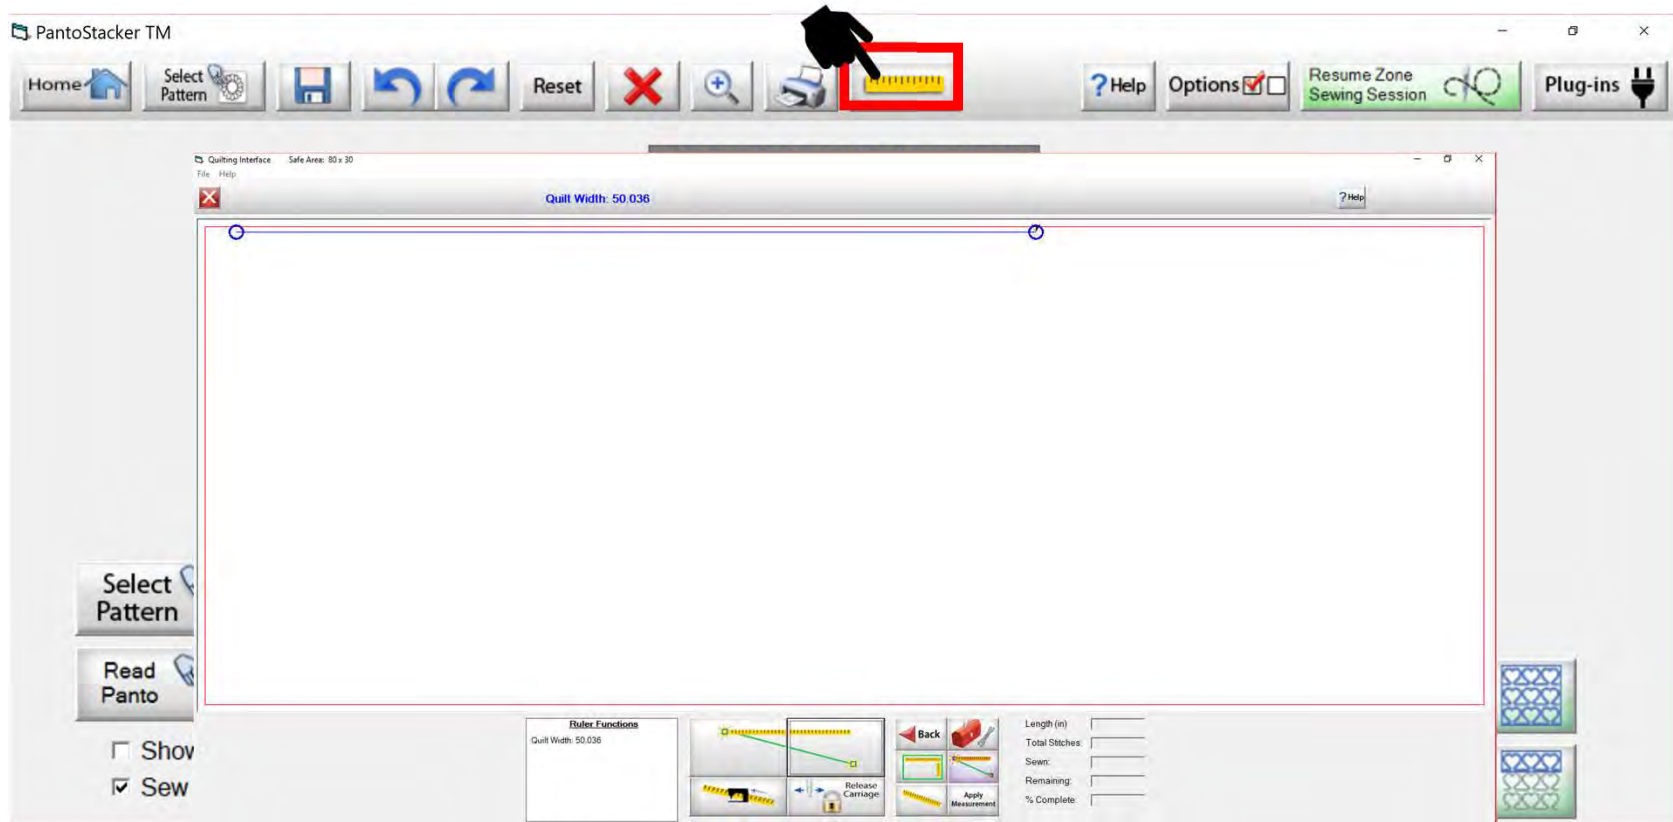 PantoStacker TM
Home
Select
Pattern
Reset
?Help
Options
Resume Zone
Sewing Session
Plug-ins
Quilting Interface Safe Area: 80 x 30
File Help
Quilt Width: 50.036
?Help
Select
Pattern
Read
Panto
Show
Sew
Ruler Functions
Quilt Width: 50.036
Release
Carriage
Back
Apply
Measurement
Length (in)
Total Stitches:
Sewn:
Remaining:
% Complete: